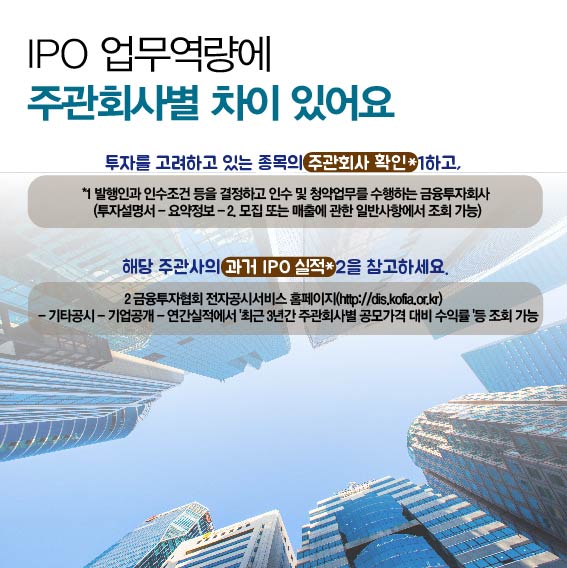 IPO 업무역량에
주관회사별 차이 있어요
투자를 고려하고 있는 종목의 주관회사 확인*1하고,
*1 발행인과 인수조건 등을 결정하고 인수 및 청약업무를 수행하는 금융투자회사
(투자설명서 - 요약정보 - 2. 모집 또는 매출에 관한 일반사항에서 조회 가능)
해당 주관사의 과거 IPO 실적*2을 참고하세요.
2 금융투자협회 전자공시서비스 홈페이지(http://dis.kofia.or.kr)
- 기타공시 - 기업공개 - 연간실적에서 '최근 3년간 주관회사별 공모가격 대비 수익률 '등 조회 가능